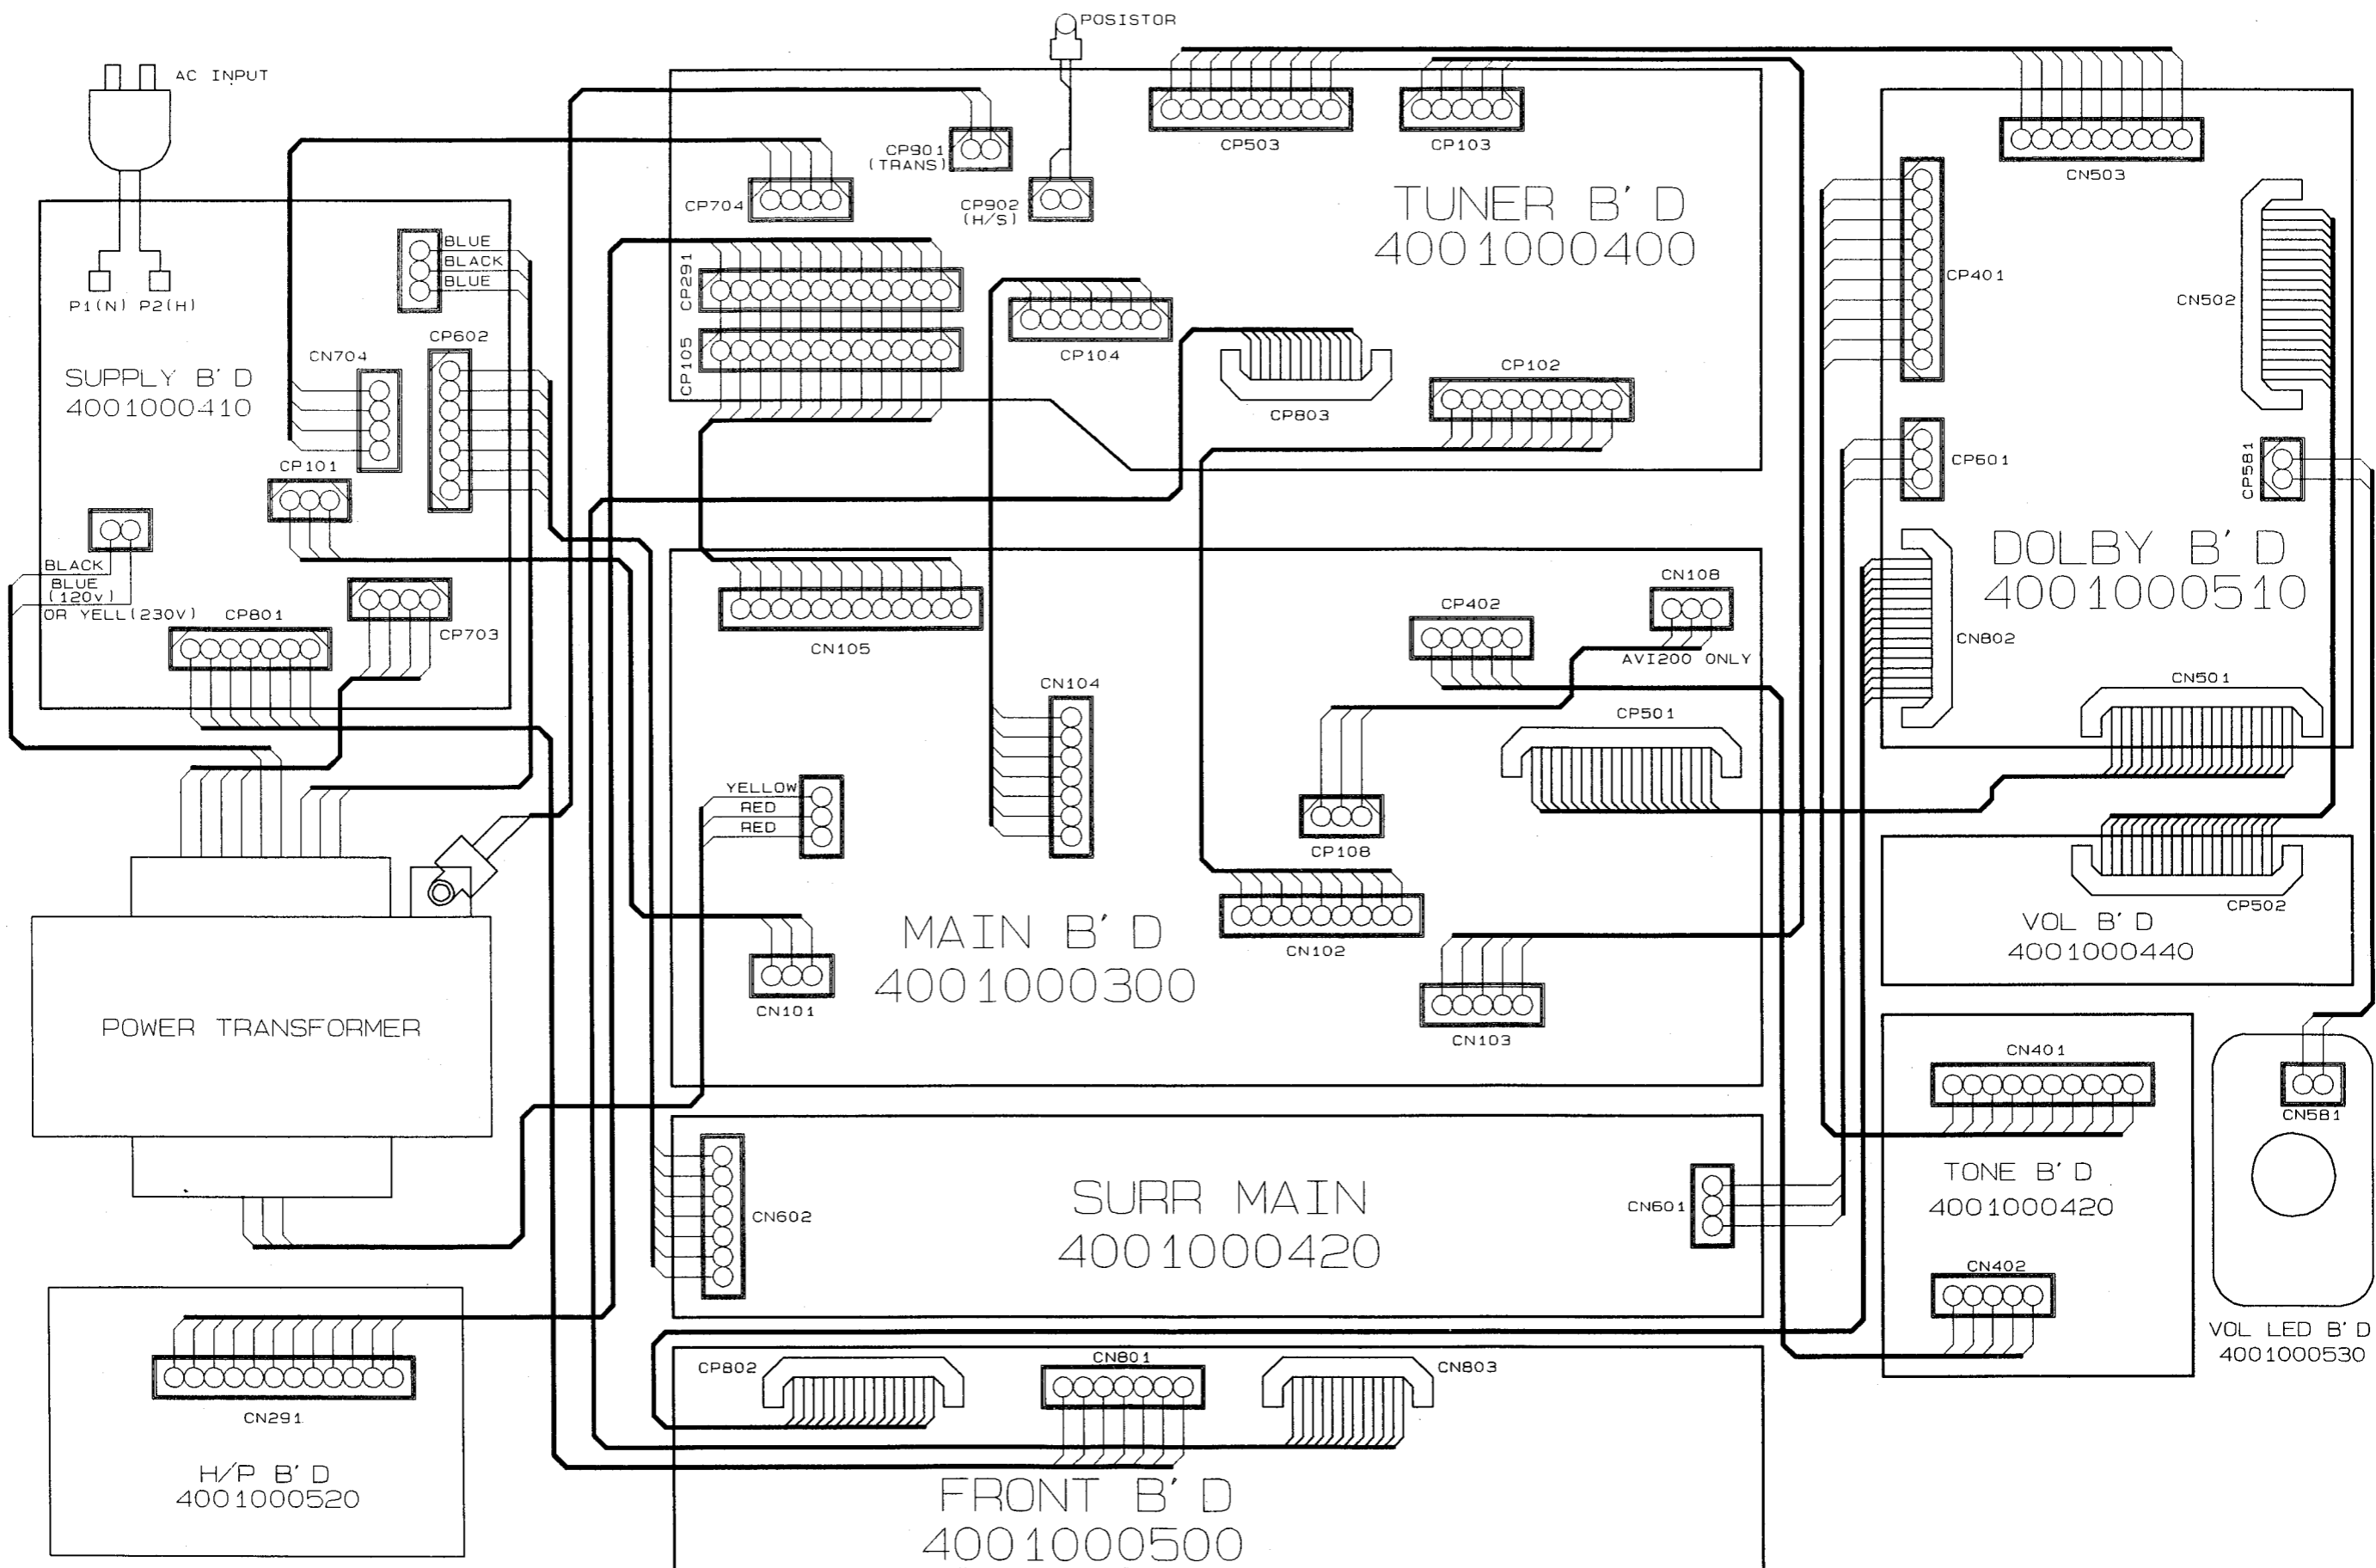 POSISTOR
AC INPUT
P1(N) P2(H)
BLUE
BLACK
BLUE
CP602
CN704
SUPPLY B'D
4001000410
CP101
BLACK
BLUE
(120v)
OR YELL(230V)
CP801
CP703
CP901
(TRANS)
CP704
CP902
(H/S)
CP503
CP103
TUNER B'D
4001000400
CP291
CP105
CP104
CP803
CP102
CN503
CP401
CN502
CP601
CP581
DOLBY B'D
4001000510
CN802
CN501
CN105
CP402
CN108
AVI200 ONLY
CN104
CP501
YELLOW
RED
RED
CP108
MAIN B'D
4001000300
CN102
CN101
CN103
CP502
VOL B'D
4001000440
POWER TRANSFORMER
CN401
TONE B'D
4001000420
CN402
CN581
VOL LED B'D
4001000530
CN602
SURR MAIN
4001000420
CN601
CN291
H/P B'D
4001000520
CP802
CN801
CN803
FRONT B'D
4001000500